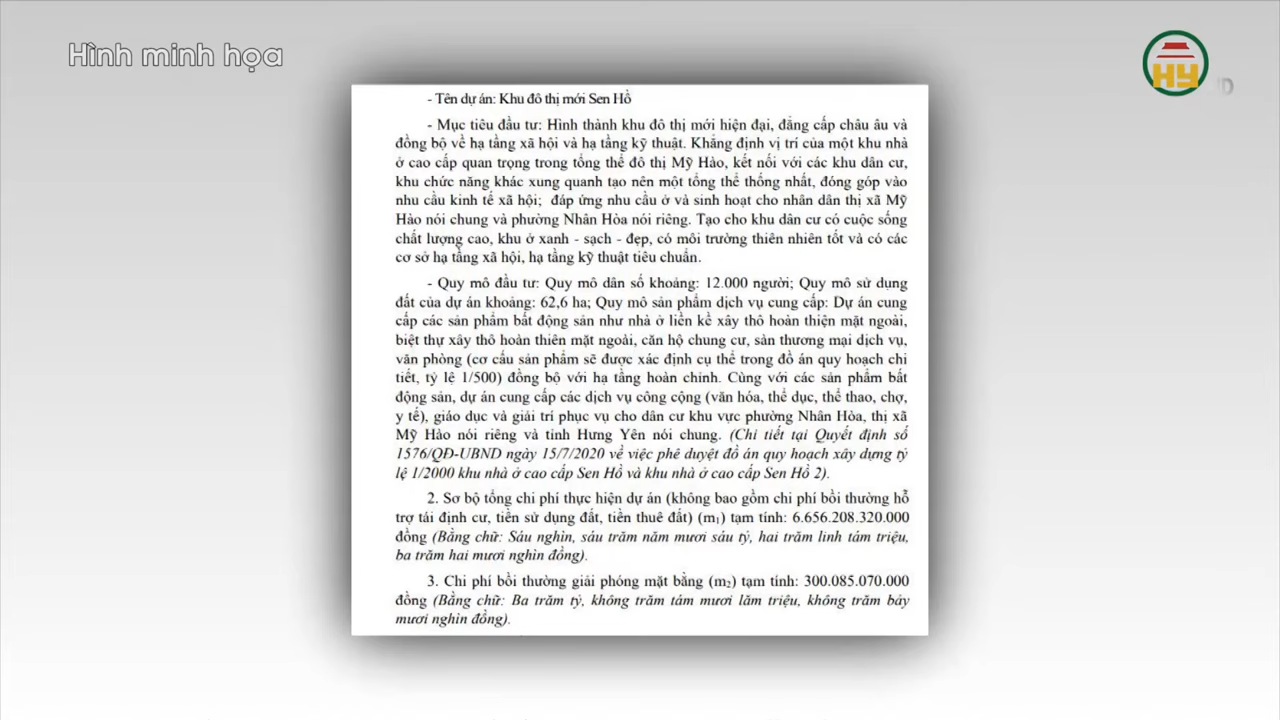 Hình minh họa
HY
- Tên dự án: Khu đô thị mới Sen Hồ
- Mục tiêu đầu tư: Hình thành khu đô thị mới hiện đại, đẳng cấp châu âu và
đồng bộ về hạ tầng xã hội và hạ tầng kỹ thuật. Khẳng định vị trí của một khu nhà
ở cao cấp quan trọng trong tổng thể đô thị Mỹ Hào, kết nối với các khu dân cư,
khu chức năng khác xung quanh tạo nên một tổng thể thống nhất, đóng góp vào
nhu cầu kinh tế xã hội; đáp ứng nhu cầu ở và sinh hoạt cho nhân dân thị xã Mỹ
Hào nói chung và phường Nhân Hòa nói riêng. Tạo cho khu dân cư có cuộc sống
chất lượng cao, khu ở xanh - sạch - đẹp, có môi trường thiên nhiên tốt và có các
cơ sở hạ tầng xã hội, hạ tầng kỹ thuật tiêu chuẩn.
- Quy mô đầu tư: Quy mô dân số khoảng: 12.000 người; Quy mô sử dụng
đất của dự án khoảng: 62,6 ha; Quy mô sản phẩm dịch vụ cung cấp: Dự án cung
cấp các sản phẩm bất động sản như nhà ở liền kề xây thô hoàn thiện mặt ngoài,
biệt thự xây thô hoàn thiên mặt ngoài, căn hộ chung cư, sàn thương mại dịch vụ,
văn phòng (cơ cấu sản phẩm sẽ được xác định cụ thể trong đồ án quy hoạch chi
tiết, tỷ lệ 1/500) đồng bộ với hạ tầng hoàn chỉnh. Cùng với các sản phẩm bất
động sản, dự án cung cấp các dịch vụ công cộng (văn hóa, thể dục, thể thao, chợ,
y tế), giáo dục và giải trí phục vụ cho dân cư khu vực phường Nhân Hòa, thị xã
Mỹ Hào nói riêng và tỉnh Hưng Yên nói chung. (Chi tiết tại Quyết định số
1576/QĐ-UBND ngày 15/7/2020 về việc phê duyệt đồ án quy hoạch xây dựng tỷ
lệ 1/2000 khu nhà ở cao cấp Sen Hồ và khu nhà ở cao cấp Sen Hồ 2).
2. Sơ bộ tổng chi phí thực hiện dự án (không bao gồm chi phí bồi thường hỗ
trợ tái định cư, tiền sử dụng đất, tiền thuê đất) (m₁) tạm tính: 6.656.208.320.000
đồng (Bằng chữ: Sáu nghìn, sáu trăm năm mươi sáu tỷ, hai trăm linh tám triệu,
ba trăm hai mươi nghìn đồng).
3. Chi phí bồi thường giải phóng mặt bằng (m₂) tạm tính: 300.085.070.000
đồng (Bằng chữ: Ba trăm tỷ, không trăm tám mươi lăm triệu, không trăm bảy
mươi nghìn đồng).